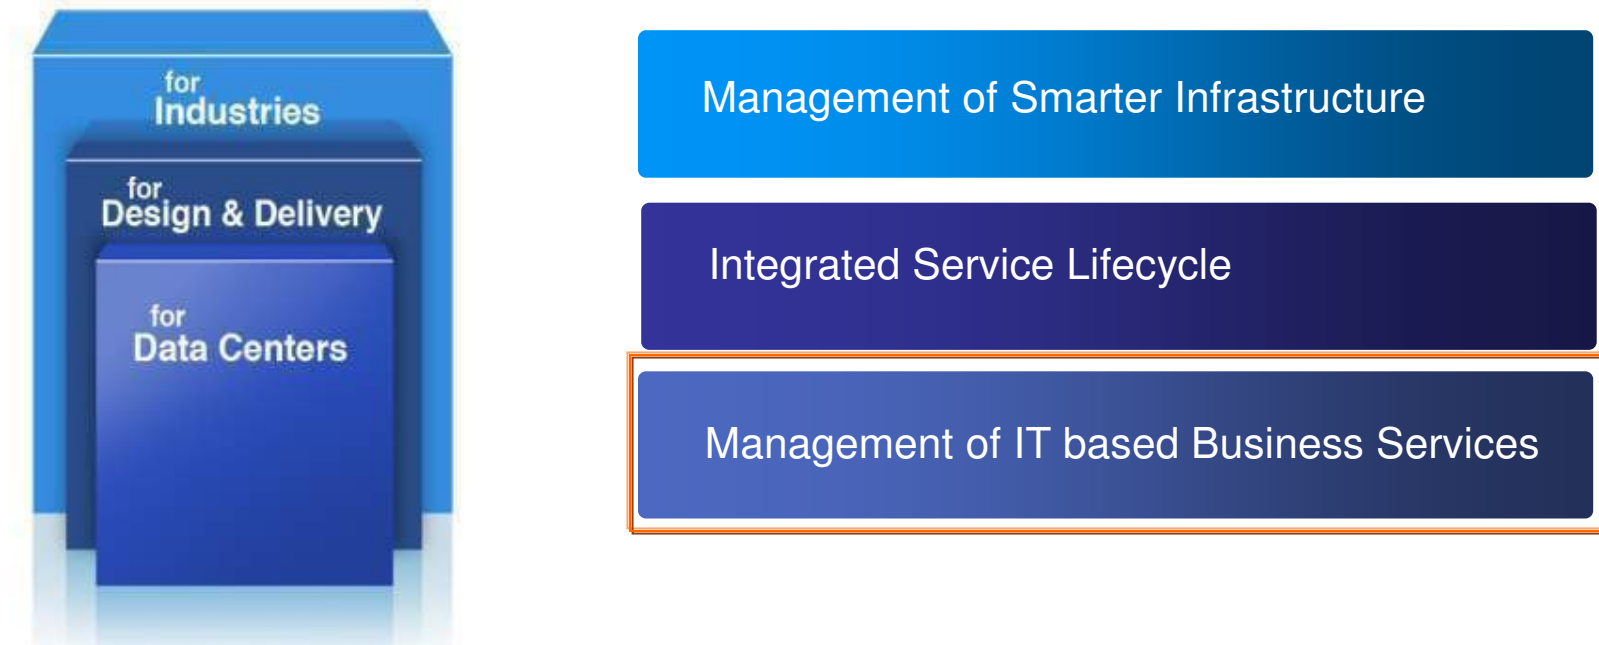 for
Industries
for
Design & Delivery
for
Data Centers
Management of Smarter Infrastructure
Integrated Service Lifecycle
Management of IT based Business Services